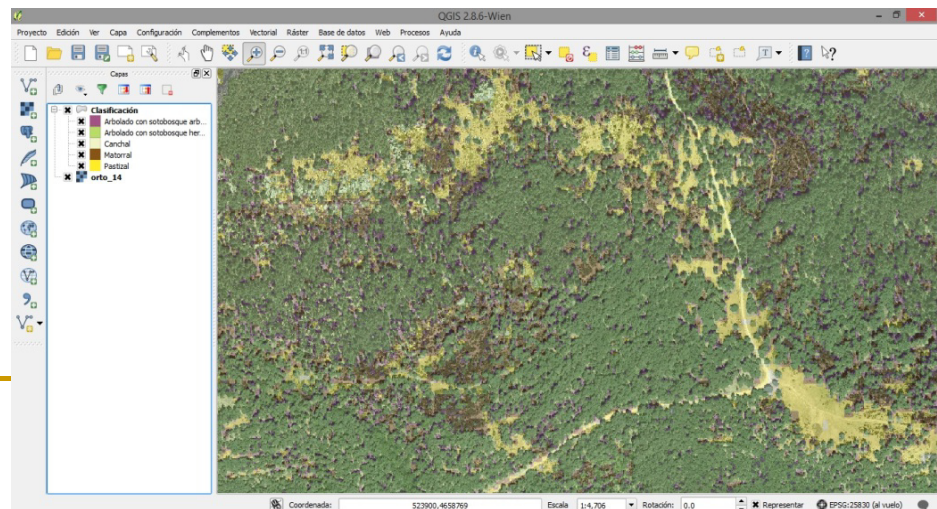 QGIS 2.8.6-Wien
Proyecto Edición Ver Capa Configuración Complementos Vectorial Ráster Base de datos Web Procesos Ayuda
Capas
Clasificación
Arbolado con sotobosque arb...
Arbolado con sotobosque her...
Canchal
Matorral
Pastizal
orto_14
Coordenada: 523900,4658769 Escala 1:4,706 Rotación: 0,0 Representar EPSG:25830 (al vuelo)